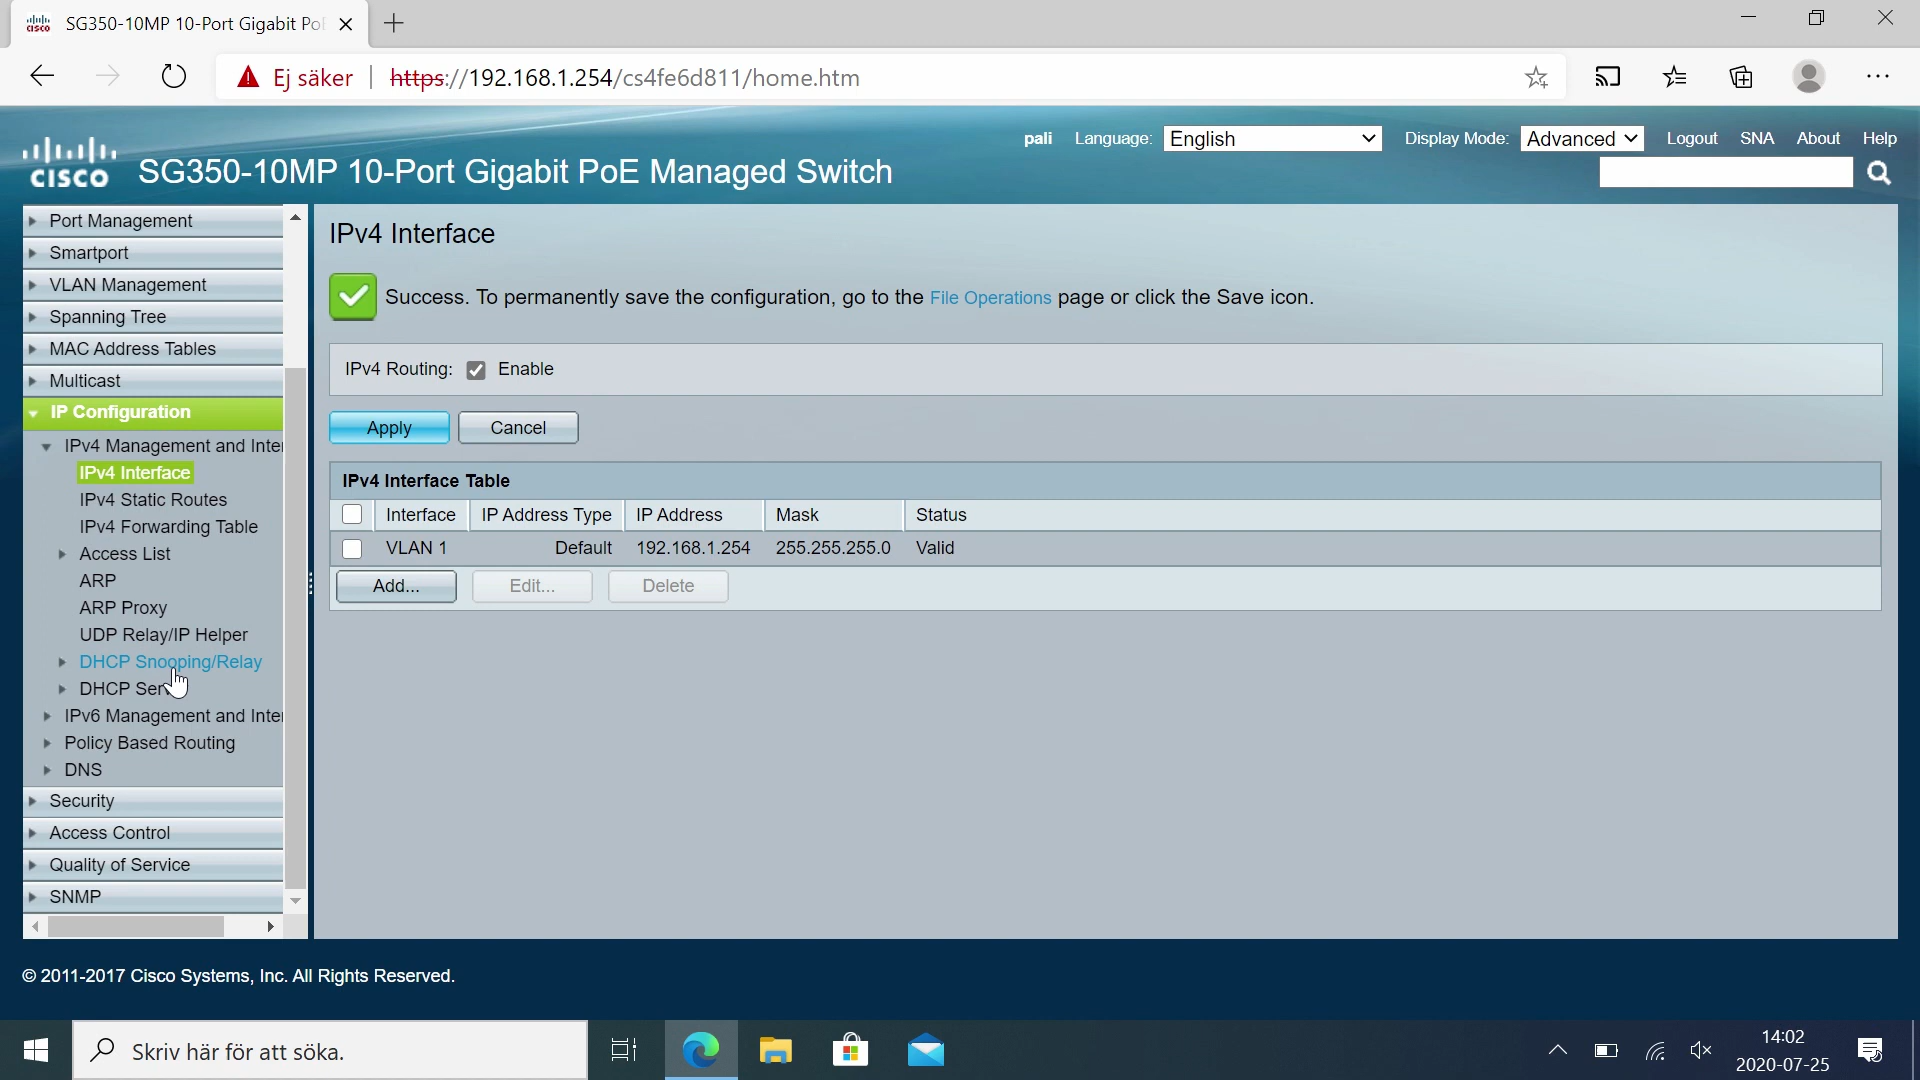 SG350-10MP 10-Port Gigabit Po
Ej säker
https://192.168.1.254/cs4fe6d811/home.htm
pali Language: English Display Mode: Advanced Logout SNA About Help
CISCO
SG350-10MP 10-Port Gigabit PoE Managed Switch
Port Management
Smartport
VLAN Management
Spanning Tree
MAC Address Tables
Multicast
IP Configuration
IPv4 Management and Inte
IPv4 Interface
IPv4 Static Routes
IPv4 Forwarding Table
Access List
ARP
ARP Proxy
UDP Relay/IP Helper
DHCP Snooping/Relay
DHCP Ser
IPv6 Management and Inte
Policy Based Routing
DNS
Security
Access Control
Quality of Service
SNMP
IPv4 Interface
Success. To permanently save the configuration, go to the File Operations page or click the Save icon.
IPv4 Routing: Enable
Apply Cancel
IPv4 Interface Table
Interface IP Address Type IP Address Mask Status
VLAN 1 Default 192.168.1.254 255.255.255.0 Valid
Add... Edit... Delete
© 2011-2017 Cisco Systems, Inc. All Rights Reserved.
Skriv här för att söka.
14:02
2020-07-25